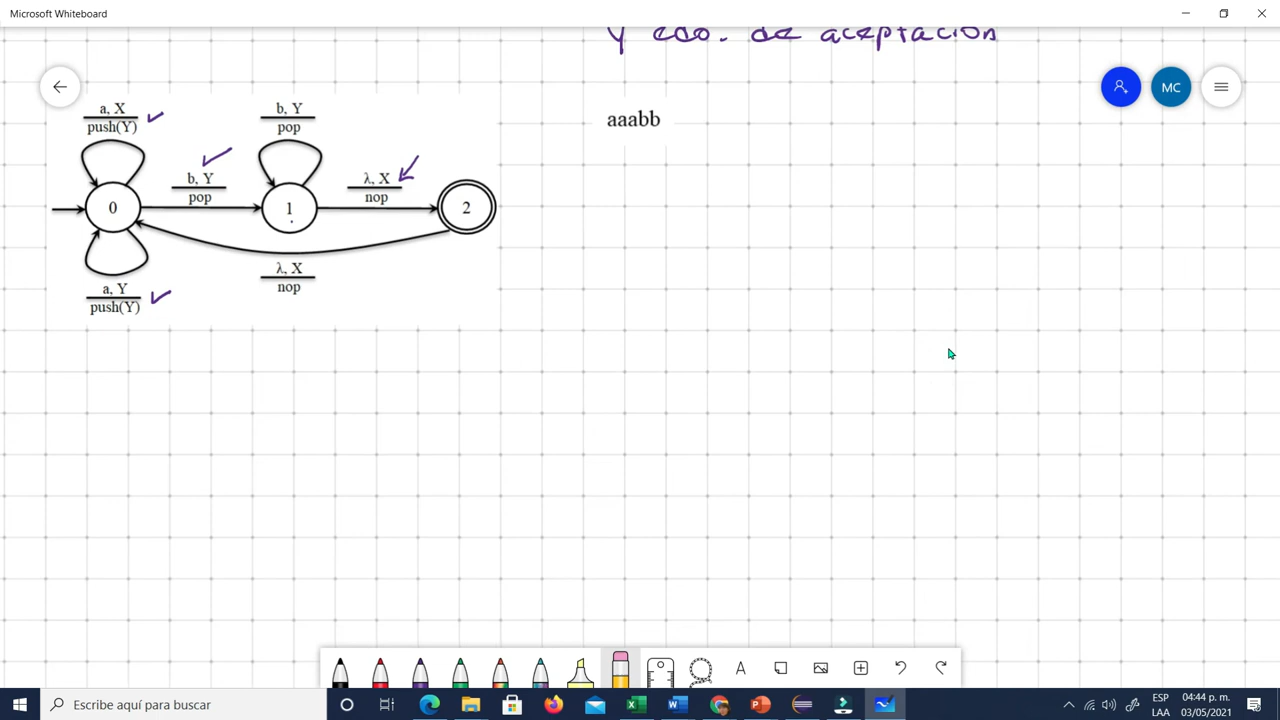 Microsoft Whiteboard
Y edo. de aceptación
MC
a, X
push(Y)
b, Y
pop
aaabb
b, Y
pop
λ, X
nop
0
1
2
λ, X
nop
a, Y
push(Y)
A
Escribe aquí para buscar
ESP
LAA
04:44 p. m.
03/05/2021